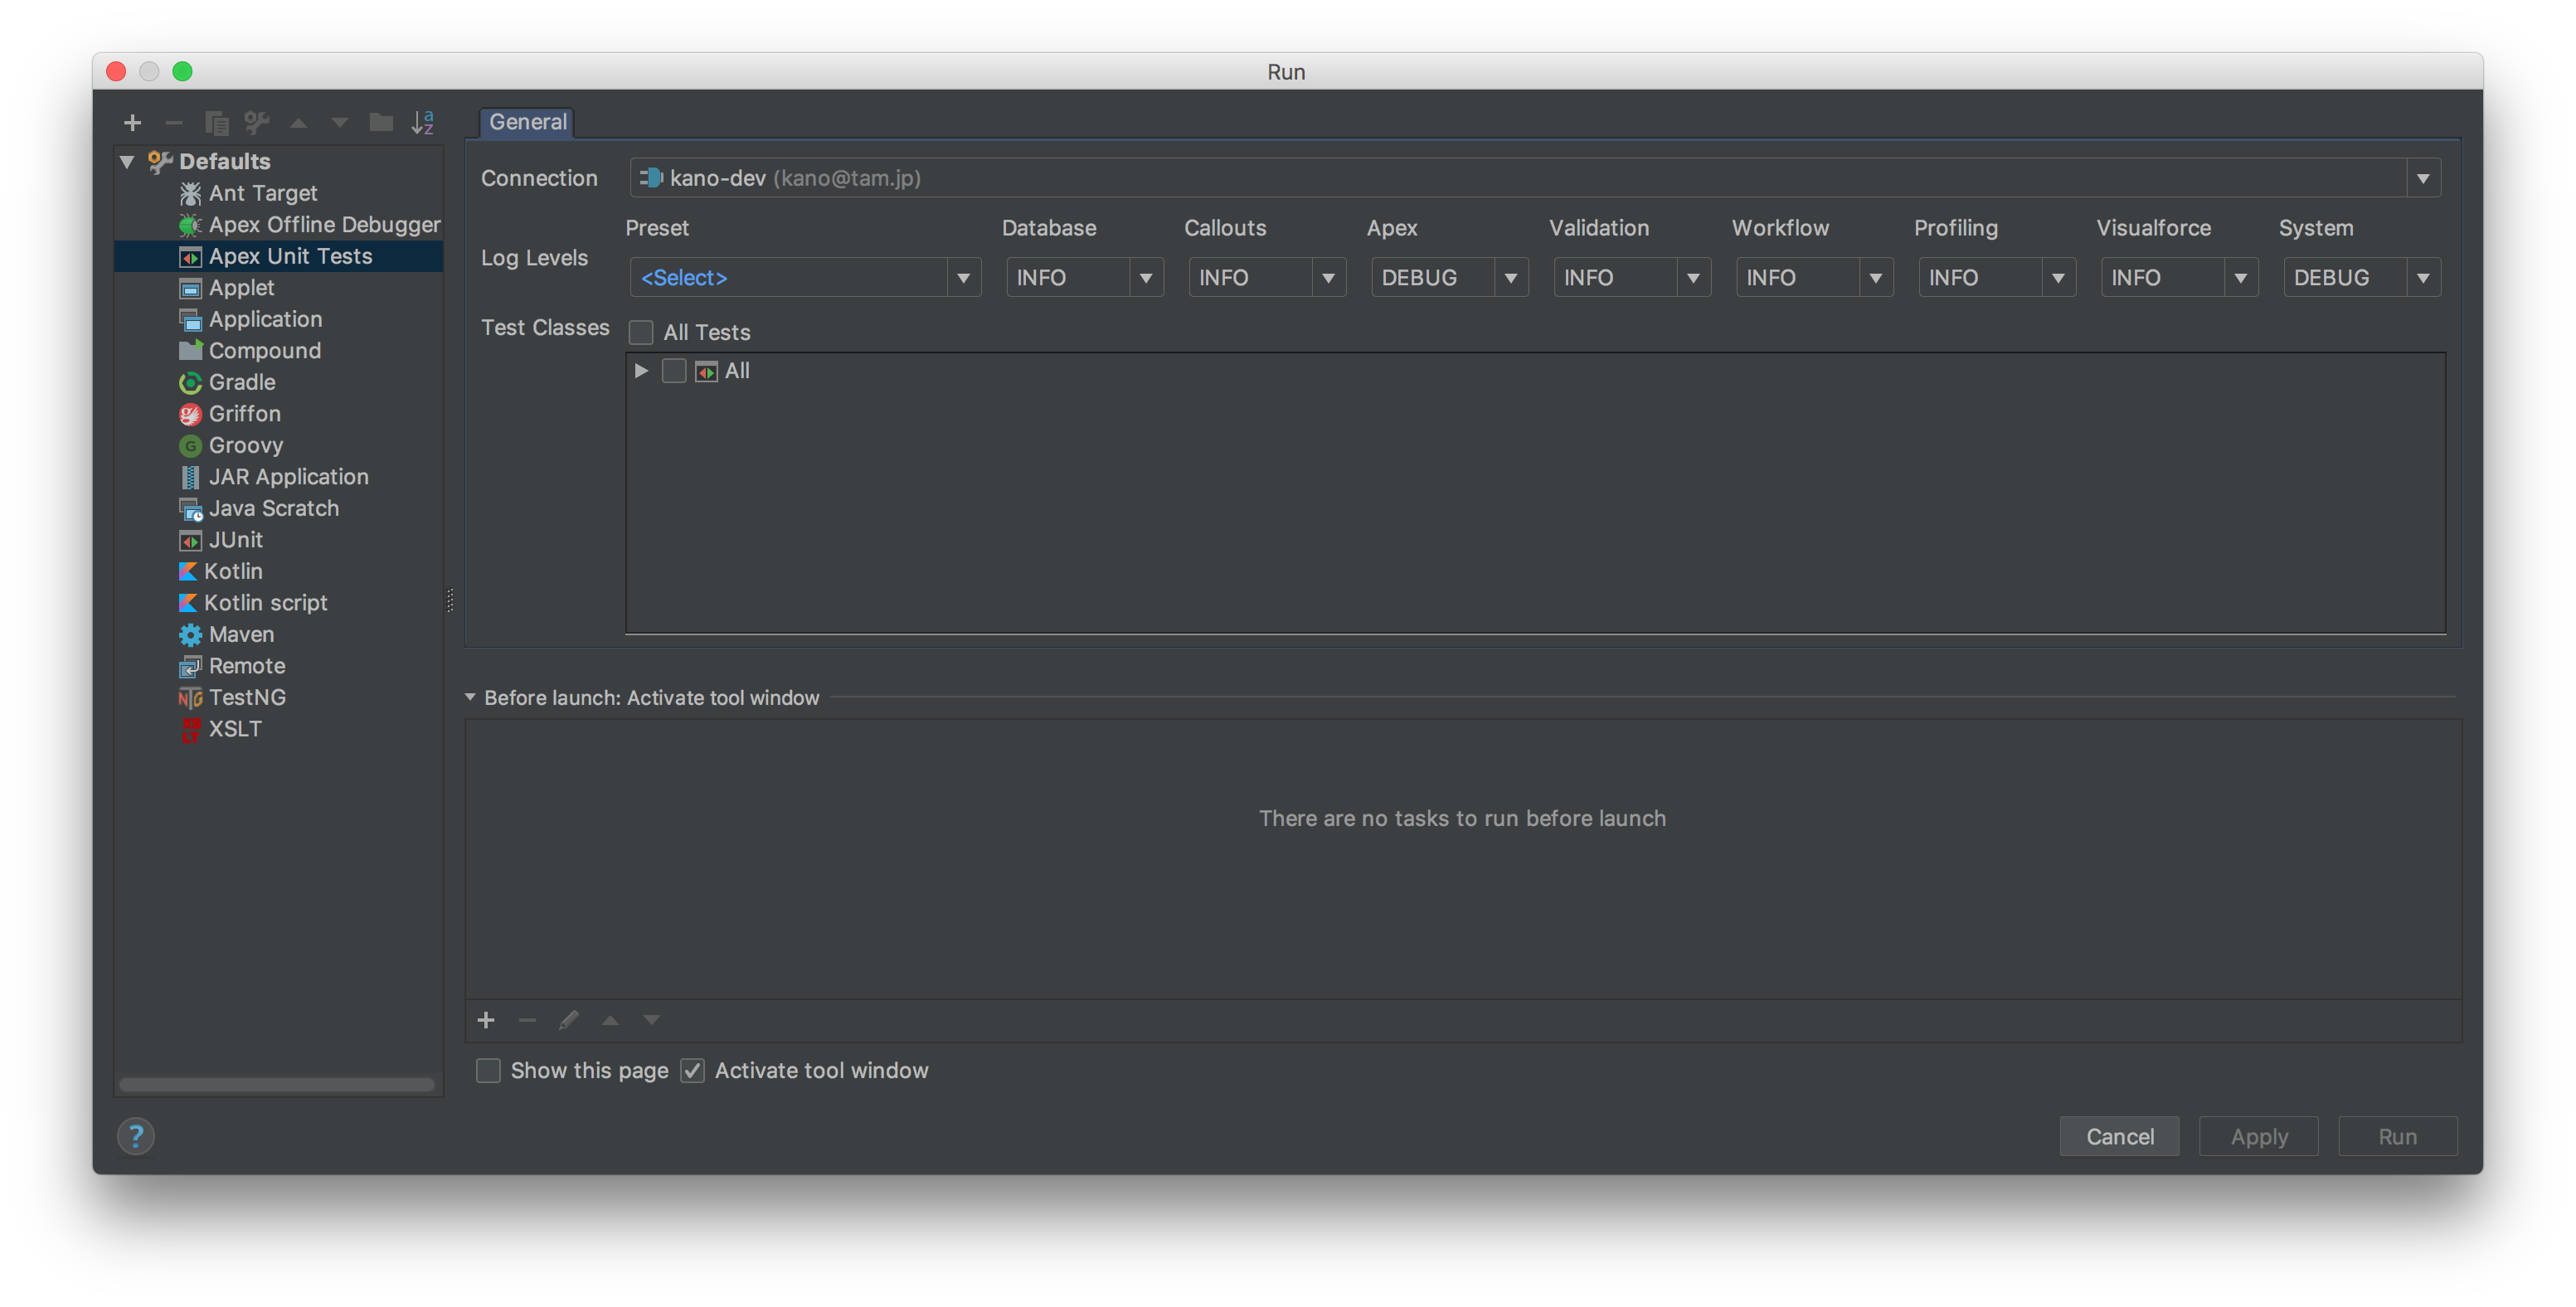 Run
Defaults
Ant Target
Apex Offline Debugger
Apex Unit Tests
Applet
Application
Compound
Gradle
Griffon
Groovy
JAR Application
Java Scratch
JUnit
Kotlin
Kotlin script
Maven
Remote
TestNG
XSLT
General
Connection kano-dev (kano@tam.jp)
Preset Database Callouts Apex Validation Workflow Profiling Visualforce System
Log Levels <Select> INFO INFO DEBUG INFO INFO INFO INFO DEBUG
Test Classes All Tests
All
Before launch: Activate tool window
There are no tasks to run before launch
Show this page Activate tool window
? Cancel Apply Run